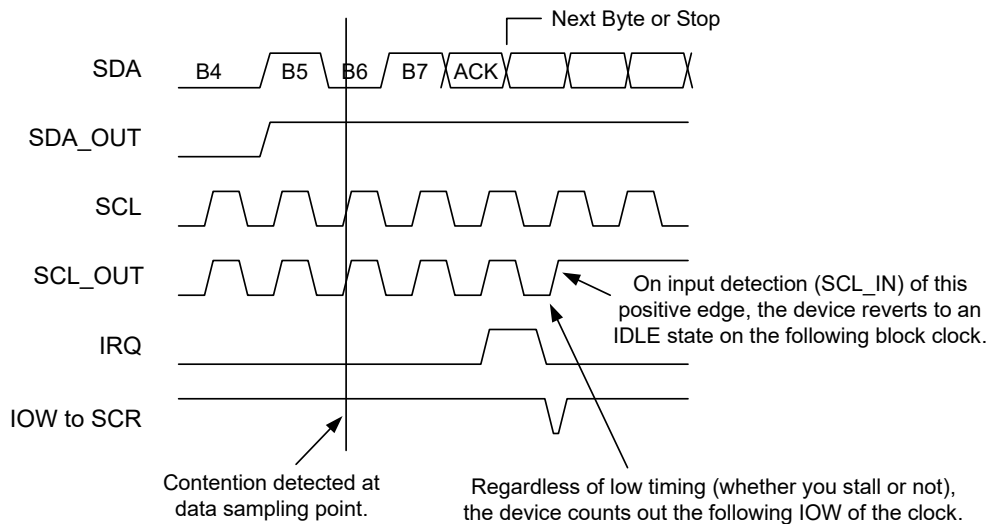 Next Byte or Stop
SDA
B4
B5
B6
B7
ACK
SDA_OUT
SCL
SCL_OUT
On input detection (SCL_IN) of this
positive edge, the device reverts to an
IDLE state on the following block clock.
IRQ
IOW to SCR
Contention detected at
data sampling point.
Regardless of low timing (whether you stall or not),
the device counts out the following IOW of the clock.